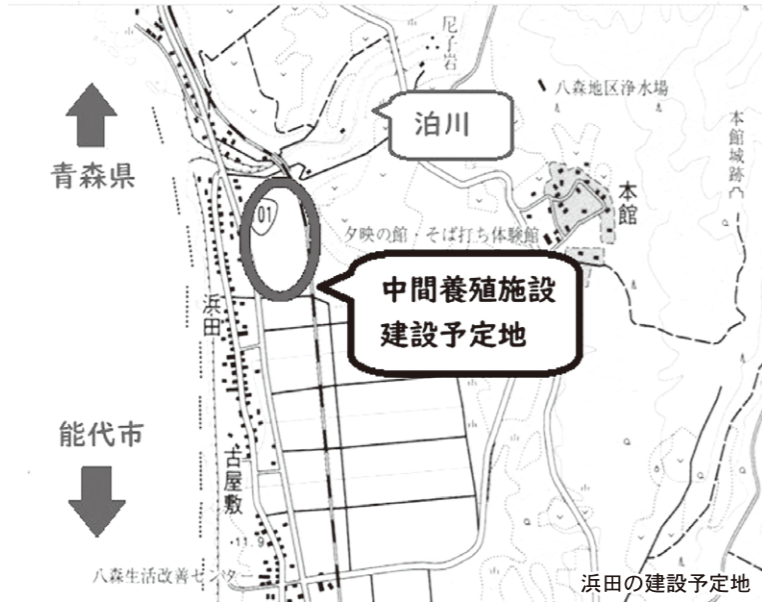 尼子岩
八森地区浄水場
泊川
本館城跡
青森県
本館
01
夕映の館・そば打ち体験館
中間養殖施設
建設予定地
浜田
能代市
古屋敷
・11.9
八森生活改善センター
浜田の建設予定地